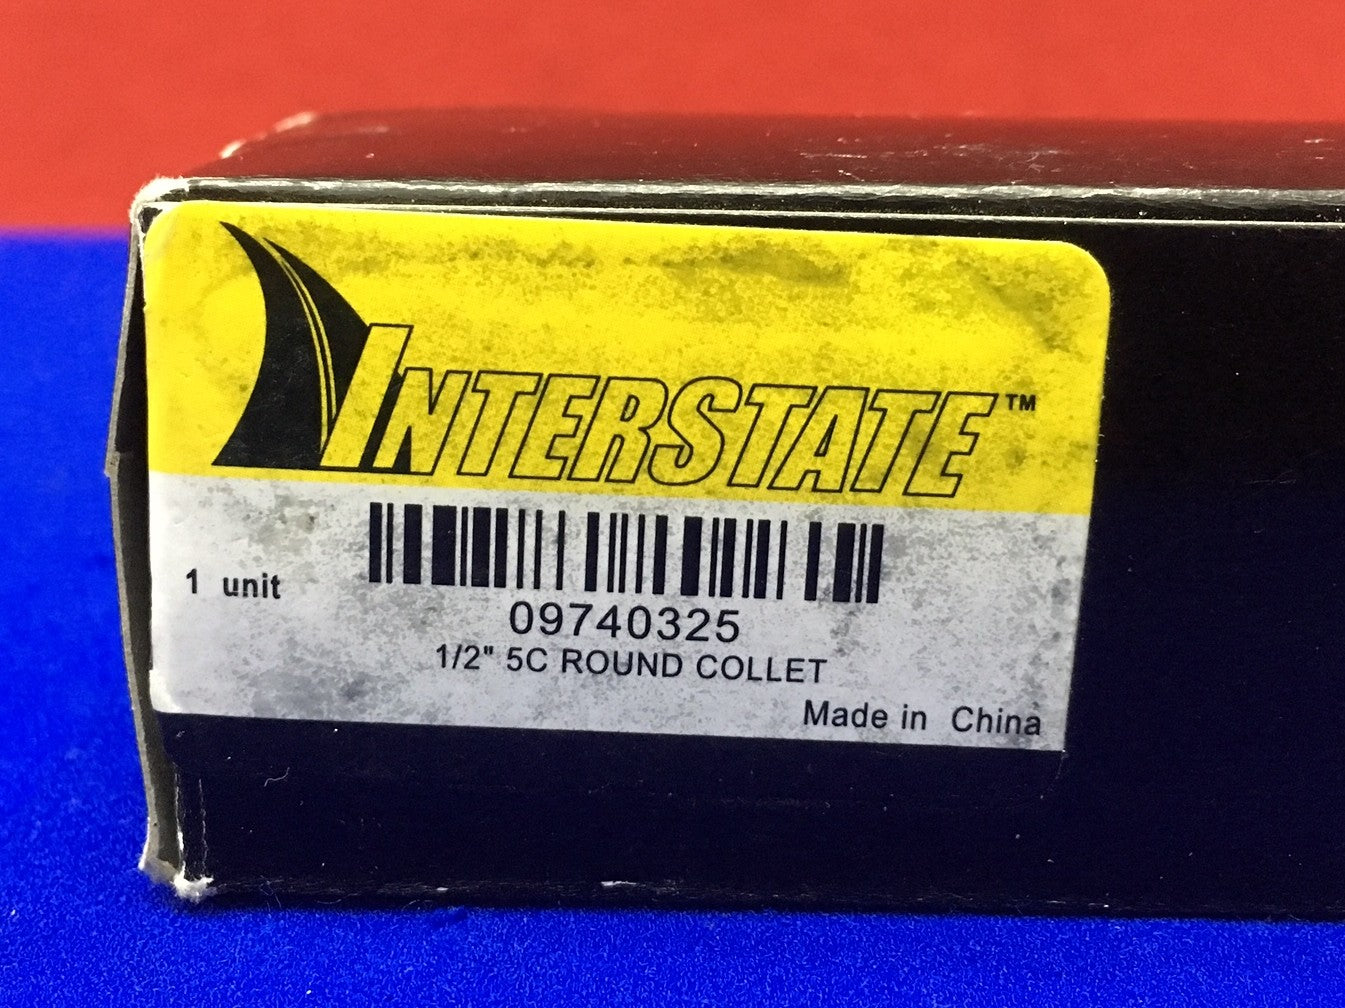 INTERSTATE™
1 unit
09740325
1/2" 5C ROUND COLLET
Made in China